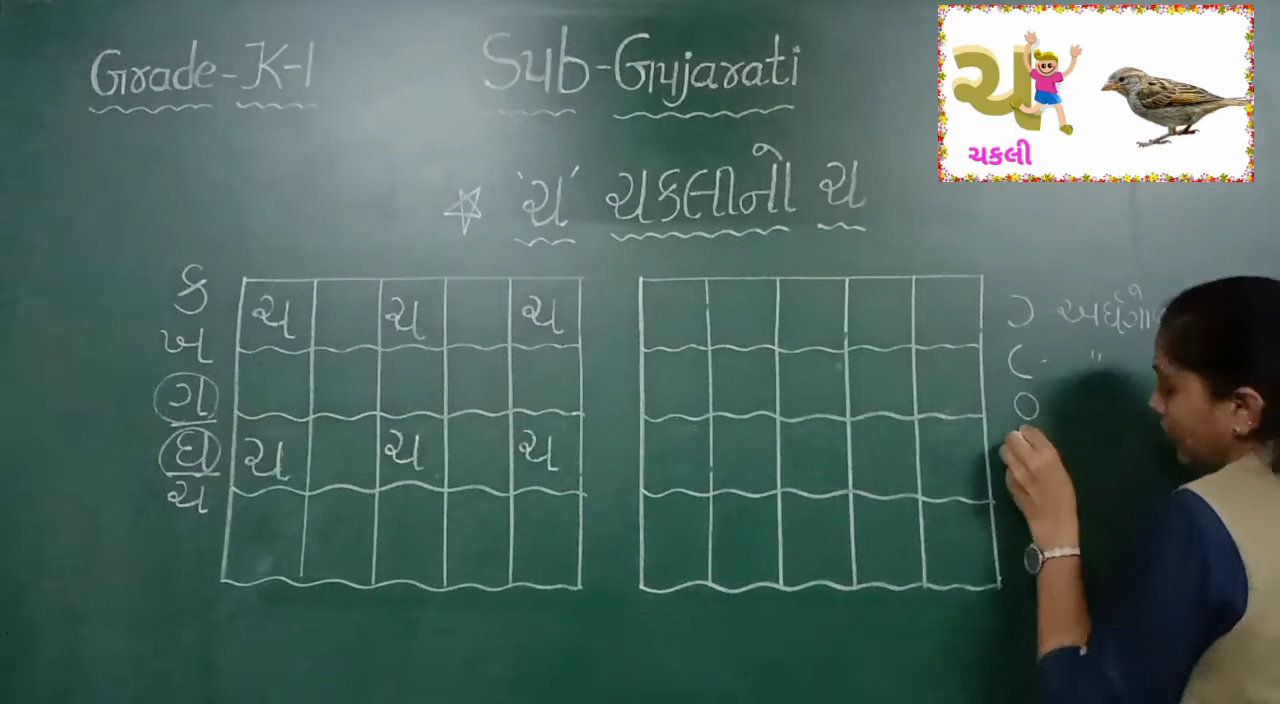 Grade-K-1
Sub-Gujarati
ચ
ચકલી
'ચ' ચકલીનો ચ
ક
ખ
ગ
ઘ
ચ
ચ ચ ચ
ચ ચ ચ